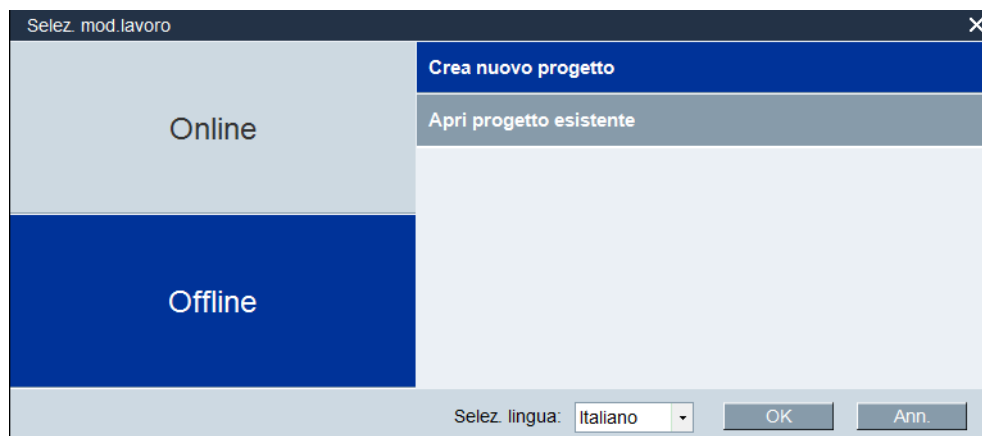 Selez. mod.lavoro
Crea nuovo progetto
Online
Apri progetto esistente
Offline
Selez. lingua: Italiano OK Ann.